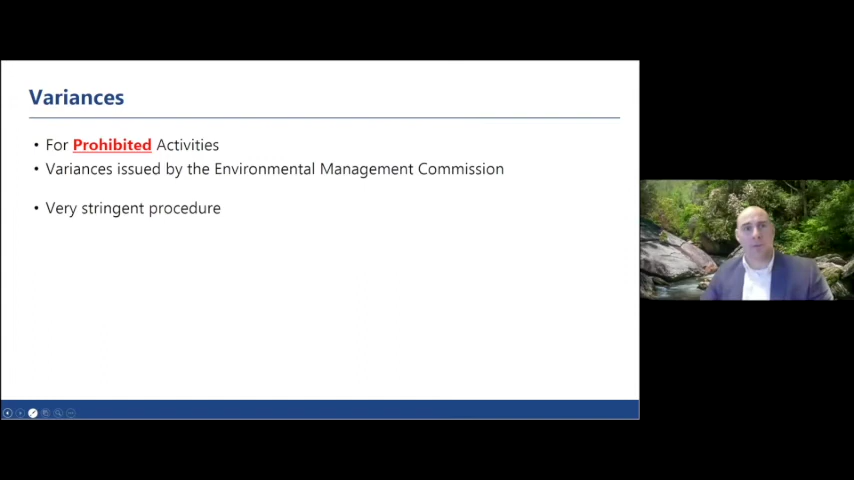 Variances
• For Prohibited Activities
• Variances issued by the Environmental Management Commission
• Very stringent procedure